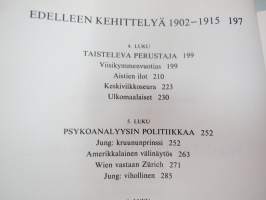 EDELLEEN KEHITTELYÄ 1902–1915 197
4. LUKU
TAISTELEVA PERUSTAJA 199
Viisikymmenvuotias 199
Aistien ilot 210
Keskiviikkoseura 223
Ulkomaalaiset 230
5. LUKU
PSYKOANALYYSIN POLITIIKKAA 252
Jung: kruununprinssi 252
Amerikkalainen välinäytös 263
Wien vastaan Zürich 271
Jung: vihollinen 285